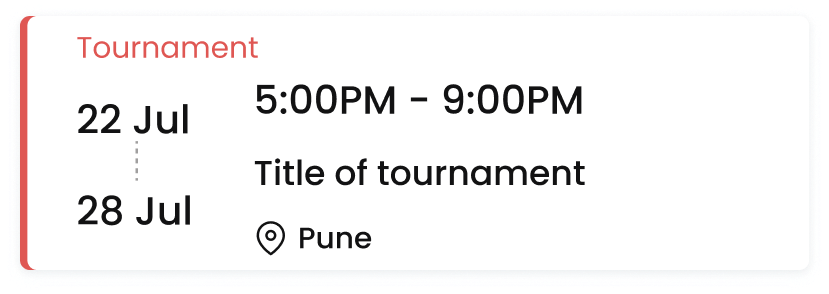 Tournament
22 Jul
28 Jul
5:00PM - 9:00PM
Title of tournament
Pune